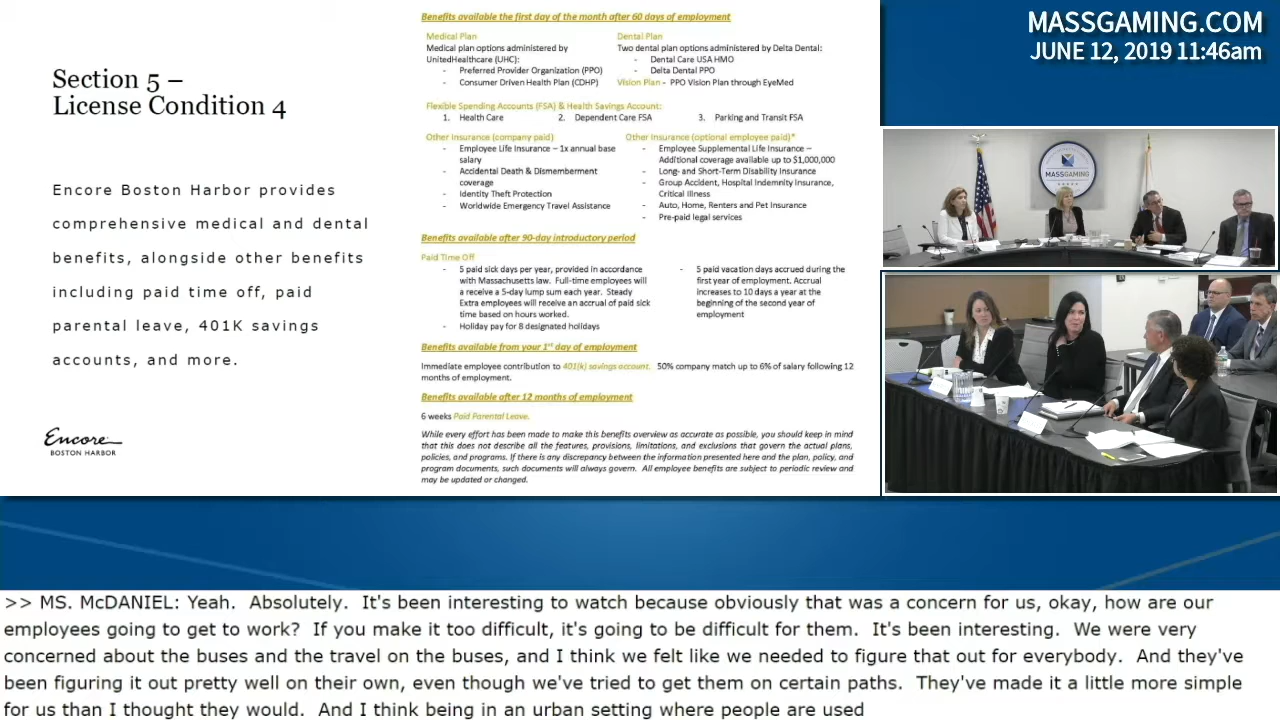 MASSGAMING.COM
JUNE 12, 2019 11:46am
Section 5 –
License Condition 4
Encore Boston Harbor provides
comprehensive medical and dental
benefits, alongside other benefits
including paid time off, paid
parental leave, 401K savings
accounts, and more.
Encore
BOSTON HARBOR
Benefits available the first day of the month after 60 days of employment
Medical Plan
Medical plan options administered by
UnitedHealthcare (UHC):
- Preferred Provider Organization (PPO)
- Consumer Driven Health Plan (CDHP)
Dental Plan
Two dental plan options administered by Delta Dental:
- Dental Care USA HMO
- Delta Dental PPO
Vision Plan - PPO Vision Plan through EyeMed
Flexible Spending Accounts (FSA) & Health Savings Account:
1. Health Care 2. Dependent Care FSA 3. Parking and Transit FSA
Other Insurance (company paid)
- Employee Life Insurance – 1x annual base
salary
- Accidental Death & Dismemberment
coverage
- Identity Theft Protection
- Worldwide Emergency Travel Assistance
Other Insurance (optional employee paid)*
- Employee Supplemental Life Insurance –
Additional coverage available up to $1,000,000
- Long- and Short-Term Disability Insurance
- Group Accident, Hospital Indemnity Insurance,
Critical Illness
- Auto, Home, Renters and Pet Insurance
- Pre-paid legal services
Benefits available after 90-day introductory period
Paid Time Off
- 5 paid sick days per year, provided in accordance
with Massachusetts law. Full-time employees will
a receive a 5-day lump sum each year. Steady
Extra employees will receive an accrual of paid sick
time based on hours worked.
- Holiday pay for 8 designated holidays
- 5 paid vacation days accrued during the
first year of employment. Accrual
increases to 10 days a year at the
beginning of the second year of
employment
Benefits available from your 1st day of employment
Immediate employee contribution to 401(k) savings account. 50% company match up to 6% of salary following 12
months of employment.
Benefits available after 12 months of employment
6 weeks Paid Parental Leave.
While every effort has been made to make this benefits overview as accurate as possible, you should keep in mind
that this does not describe all the features, provisions, limitations, and exclusions that govern the actual plans,
policies, and programs. If there is any discrepancy between the information presented here and the plan, policy, and
program documents, such documents will always govern. All employee benefits are subject to periodic review and
may be updated or changed.
MASSGAMING
>> MS. McDANIEL: Yeah. Absolutely. It's been interesting to watch because obviously that was a concern for us, okay, how are our
employees going to get to work? If you make it too difficult, it's going to be difficult for them. It's been interesting. We were very
concerned about the buses and the travel on the buses, and I think we felt like we needed to figure that out for everybody. And they've
been figuring it out pretty well on their own, even though we've tried to get them on certain paths. They've made it a little more simple
for us than I thought they would. And I think being in an urban setting where people are used